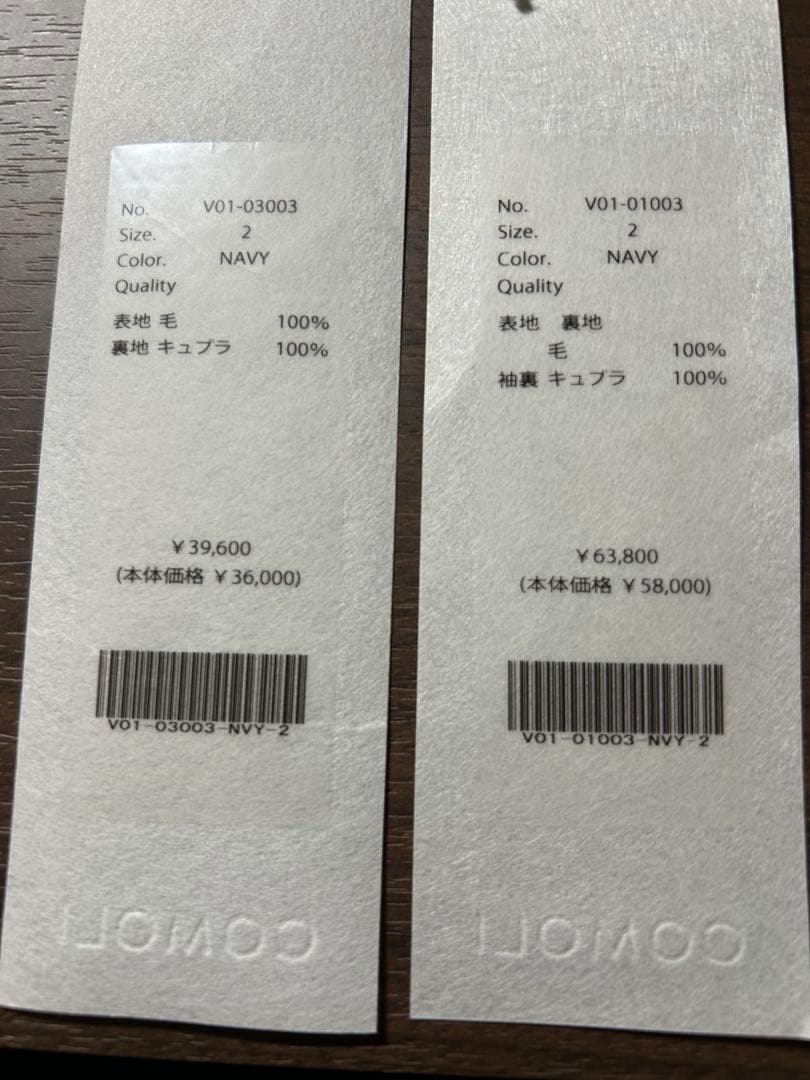 No. V01-03003
Size. 2
Color. NAVY
Quality
表地 毛 100%
裏地 キュプラ 100%
￥39,600
(本体価格 ￥36,000)
V01-03003-NVY-2
COMOLI
No. V01-01003
Size. 2
Color. NAVY
Quality
表地 裏地
毛 100%
袖裏 キュプラ 100%
￥63,800
(本体価格 ￥58,000)
V01-01003-NVY-2
COMOLI